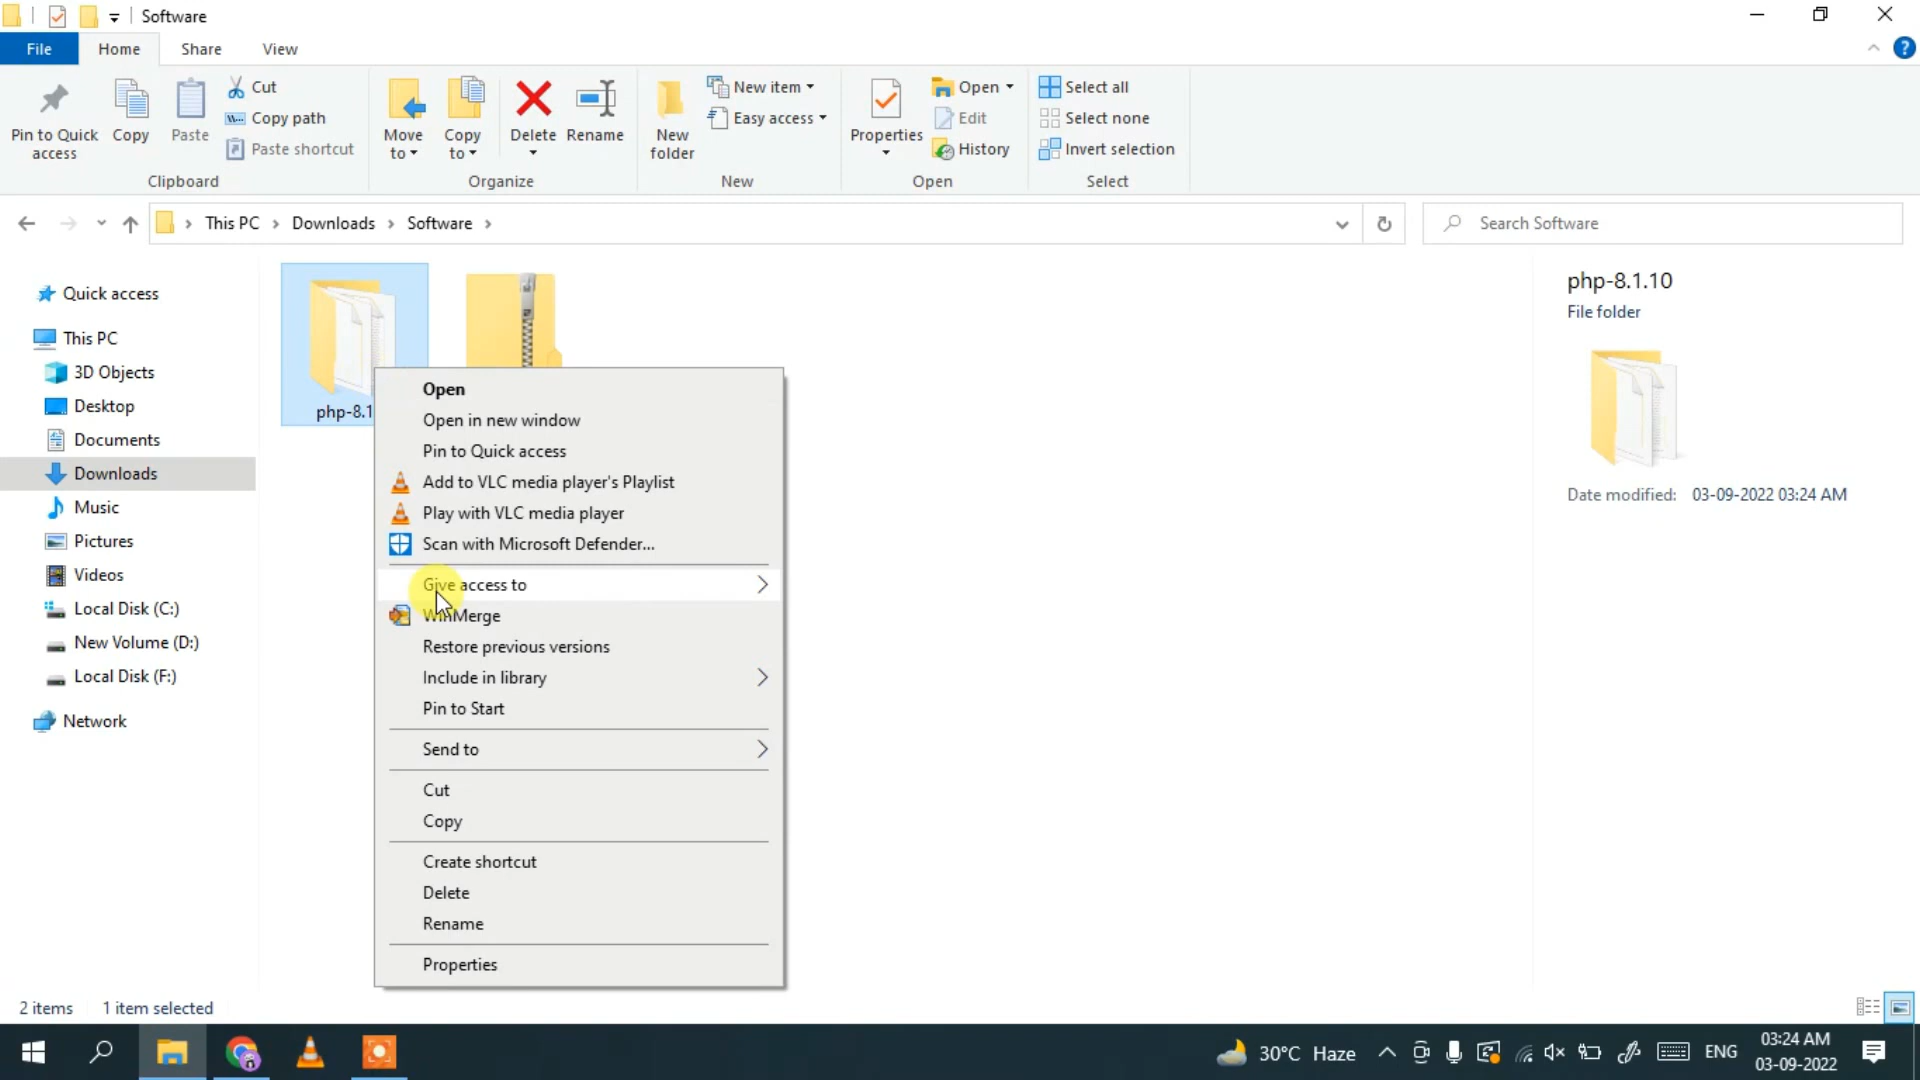 Software
File
Home
Share
View
Pin to Quick
access
Copy
Paste
Cut
Copy path
Paste shortcut
Clipboard
Move
to
Copy
to
Delete
Rename
Organize
New
folder
New item
Easy access
New
Properties
Open
Edit
History
Open
Select all
Select none
Invert selection
Select
This PC
Downloads
Software
Search Software
Quick access
This PC
3D Objects
Desktop
Documents
Downloads
Music
Pictures
Videos
Local Disk (C:)
New Volume (D:)
Local Disk (F:)
Network
php-8.1
Open
Open in new window
Pin to Quick access
Add to VLC media player's Playlist
Play with VLC media player
Scan with Microsoft Defender...
Give access to
WinMerge
Restore previous versions
Include in library
Pin to Start
Send to
Cut
Copy
Create shortcut
Delete
Rename
Properties
php-8.1.10
File folder
Date modified: 03-09-2022 03:24 AM
2 items
1 item selected
30°C Haze
ENG
03:24 AM
03-09-2022